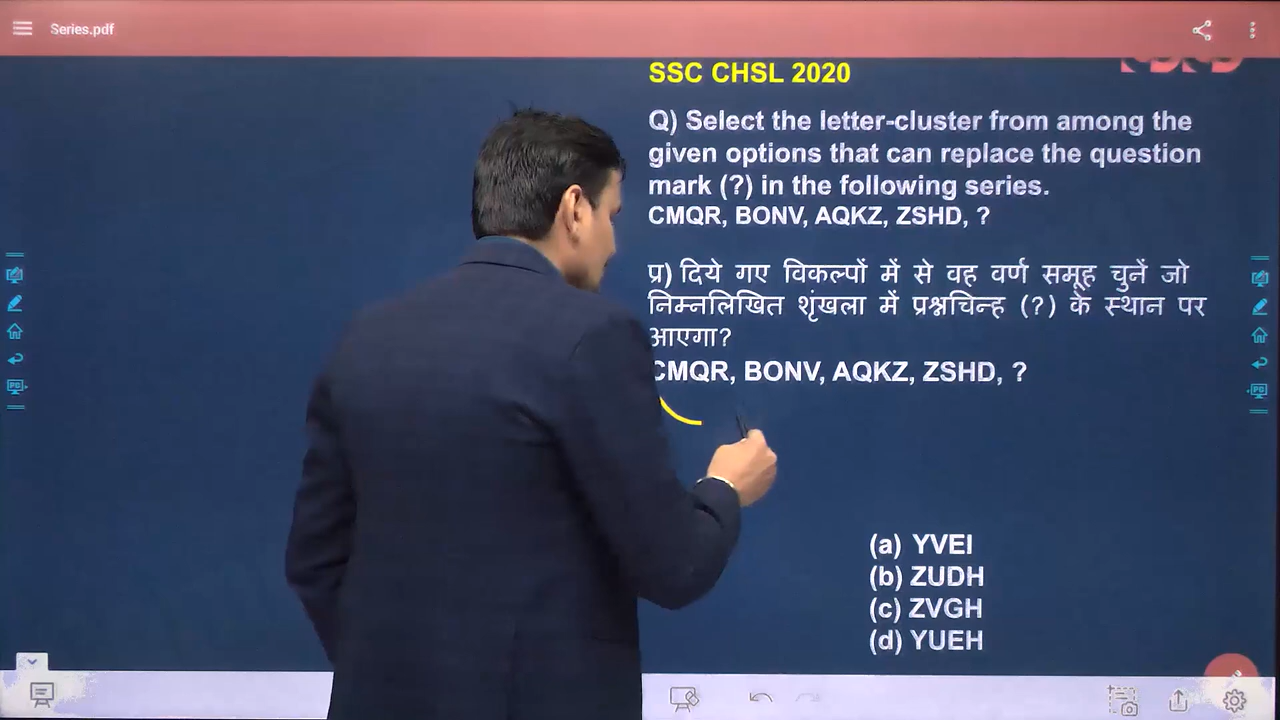 Series.pdf
SSC CHSL 2020
Q) Select the letter-cluster from among the
given options that can replace the question
mark (?) in the following series.
CMQR, BONV, AQKZ, ZSHD, ?
प्र) दिये गए विकल्पों में से वह वर्ण समूह चुनें जो
निम्नलिखित शृंखला में प्रश्नचिन्ह (?) के स्थान पर
आएगा?
CMQR, BONV, AQKZ, ZSHD, ?
(a) YVEI
(b) ZUDH
(c) ZVGH
(d) YUEH